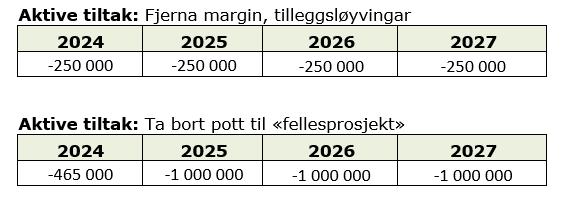 Aktive tiltak: Fjerna margin, tilleggsløyvingar
2024 2025 2026 2027
-250 000 -250 000 -250 000 -250 000
Aktive tiltak: Ta bort pott til «fellesprosjekt»
2024 2025 2026 2027
-465 000 -1 000 000 -1 000 000 -1 000 000